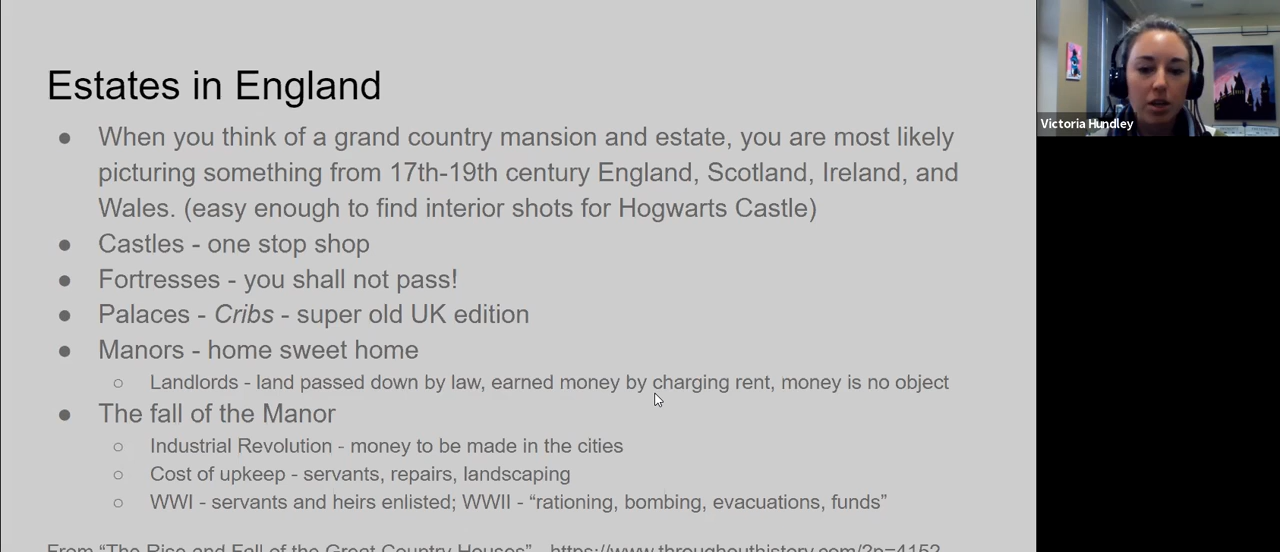 Estates in England
● When you think of a grand country mansion and estate, you are most likely
picturing something from 17th-19th century England, Scotland, Ireland, and
Wales. (easy enough to find interior shots for Hogwarts Castle)
● Castles - one stop shop
● Fortresses - you shall not pass!
● Palaces - Cribs - super old UK edition
● Manors - home sweet home
○ Landlords - land passed down by law, earned money by charging rent, money is no object
● The fall of the Manor
○ Industrial Revolution - money to be made in the cities
○ Cost of upkeep - servants, repairs, landscaping
○ WWI - servants and heirs enlisted; WWII - “rationing, bombing, evacuations, funds”
From “The Rise and Fall of the Great Country Houses” - https://www.throughouthistory.com/?p=4152
Victoria Hundley